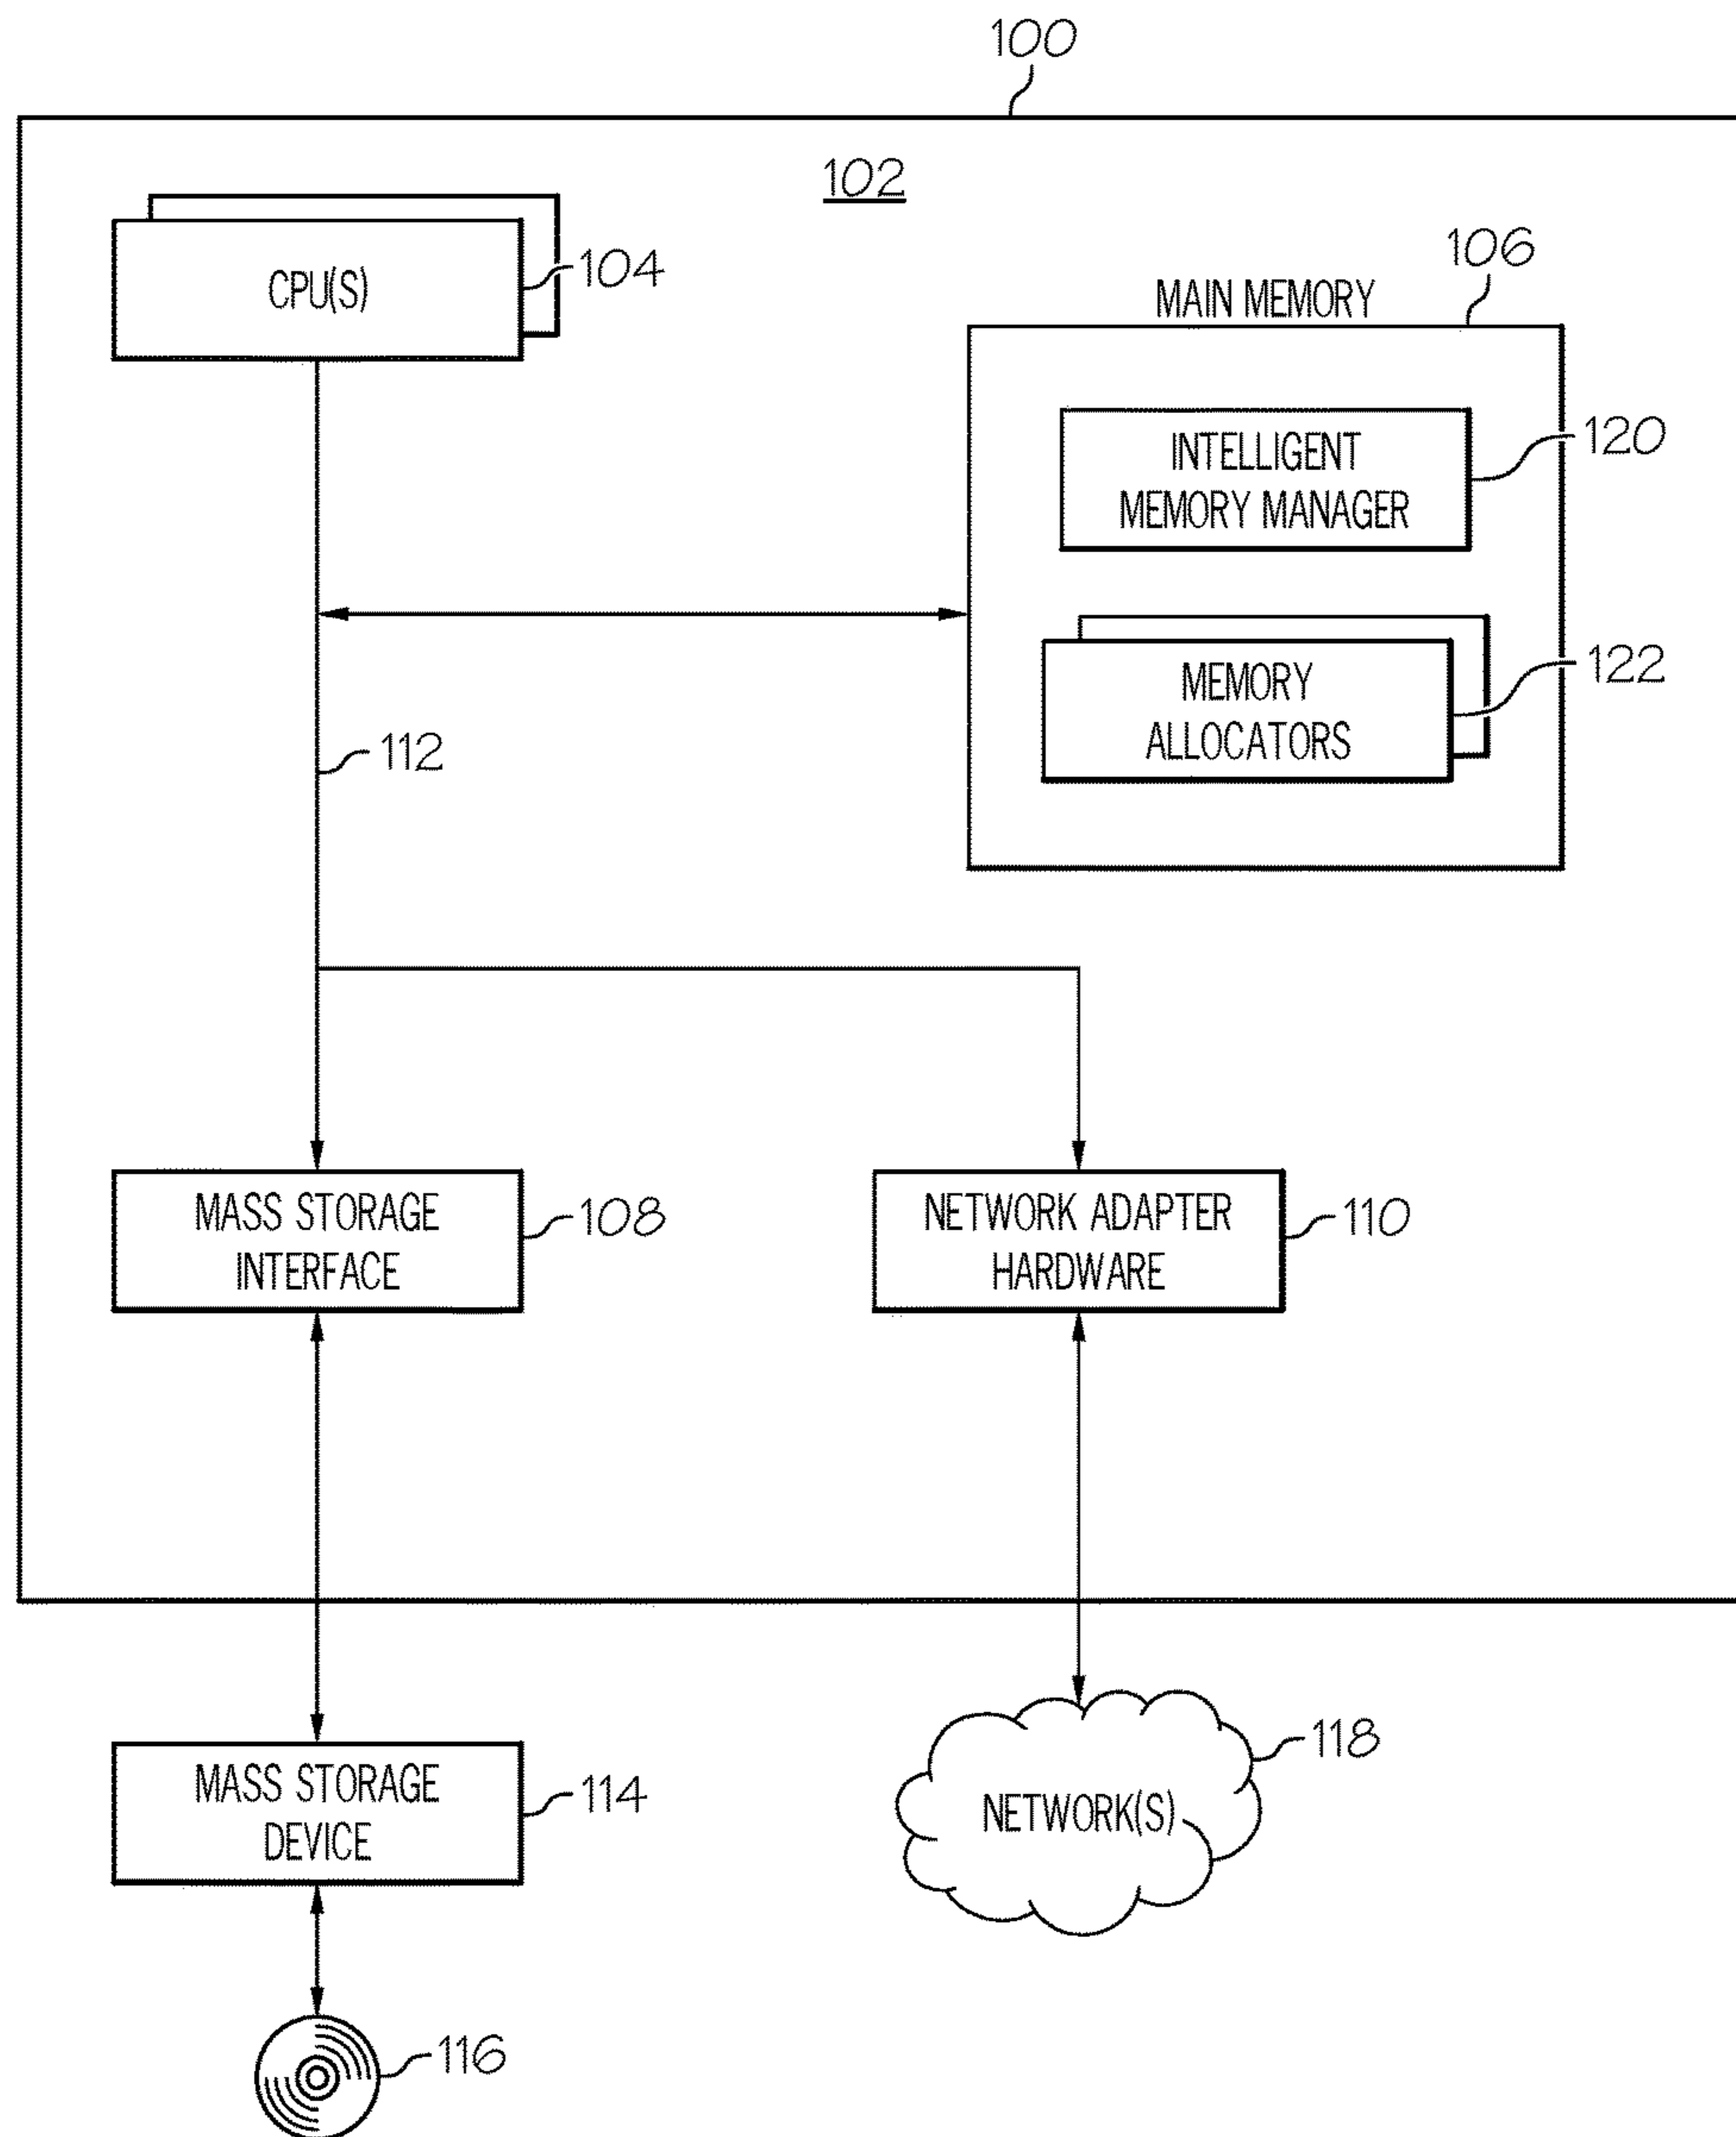 100
102
CPU(S)
104
106
MAIN MEMORY
INTELLIGENT
MEMORY MANAGER
120
MEMORY
ALLOCATORS
122
112
MASS STORAGE
INTERFACE
108
NETWORK ADAPTER
HARDWARE
110
MASS STORAGE
DEVICE
114
NETWORK(S)
118
116